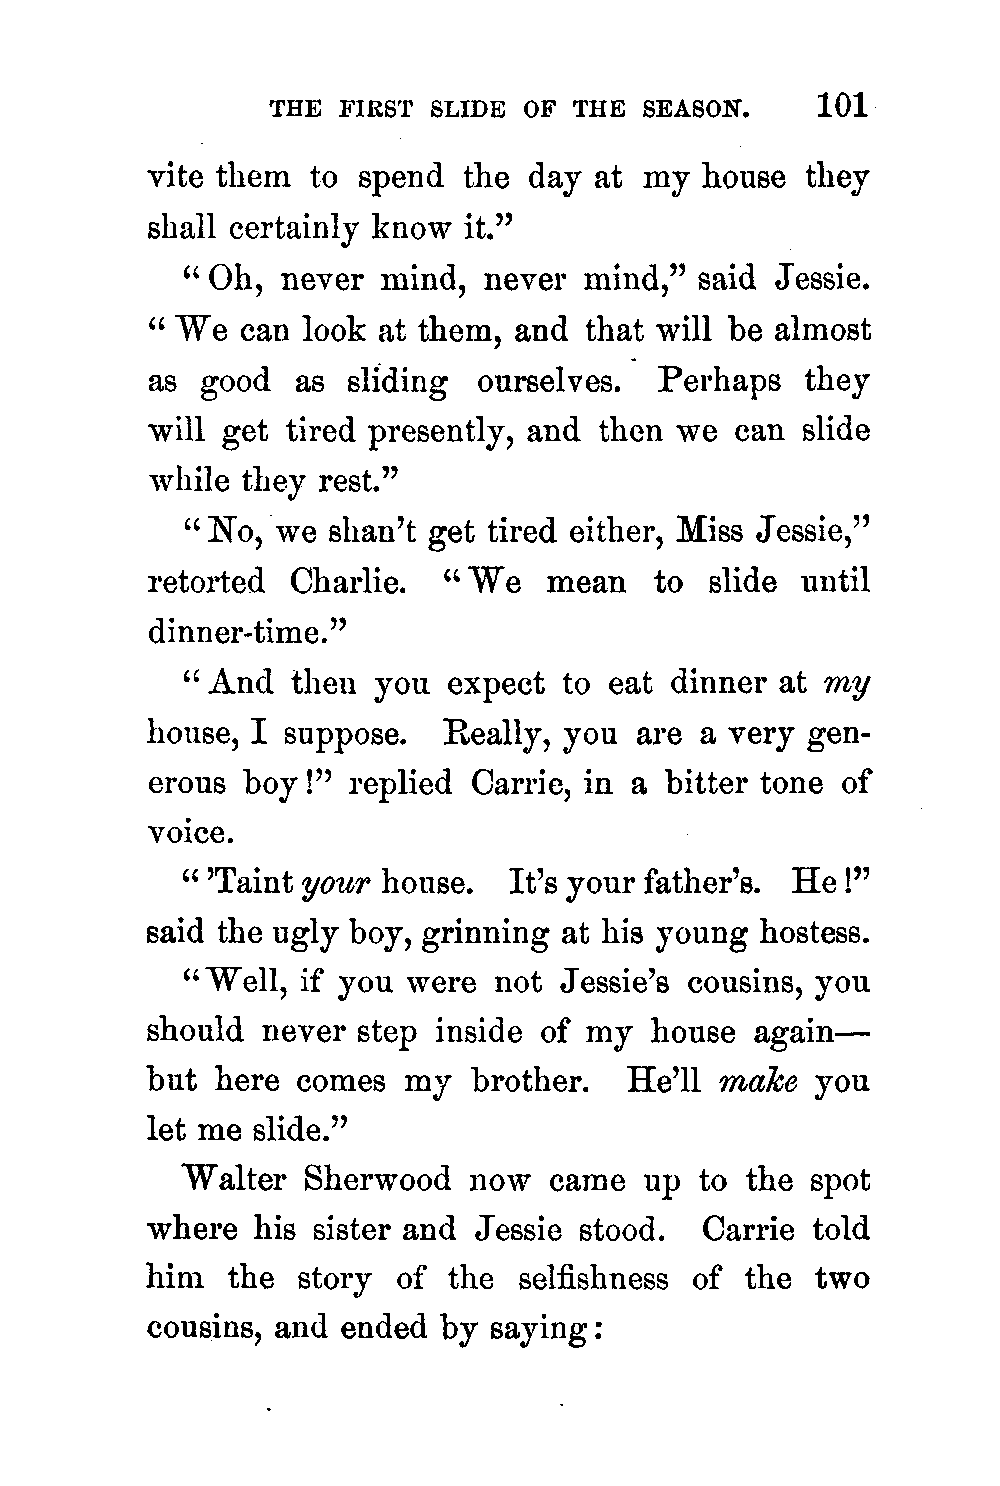 THE FIRST SLIDE OF THE SEASON. 101
vite them to spend the day at my house they
shall certainly know it.”
“Oh, never mind, never mind,” said Jessie.
“We can look at them, and that will be almost
as good as sliding ourselves. Perhaps they
will get tired presently, and then we can slide
while they rest.”
“No, we shan’t get tired either, Miss Jessie,”
retorted Charlie. “We mean to slide until
dinner-time.”
“And then you expect to eat dinner at my
house, I suppose. Really, you are a very gen-
erous boy!” replied Carrie, in a bitter tone of
voice.
“’Taint your house. It’s your father’s. He!”
said the ugly boy, grinning at his young hostess.
“Well, if you were not Jessie’s cousins, you
should never step inside of my house again—
but here comes my brother. He’ll make you
let me slide.”
Walter Sherwood now came up to the spot
where his sister and Jessie stood. Carrie told
him the story of the selfishness of the two
cousins, and ended by saying: